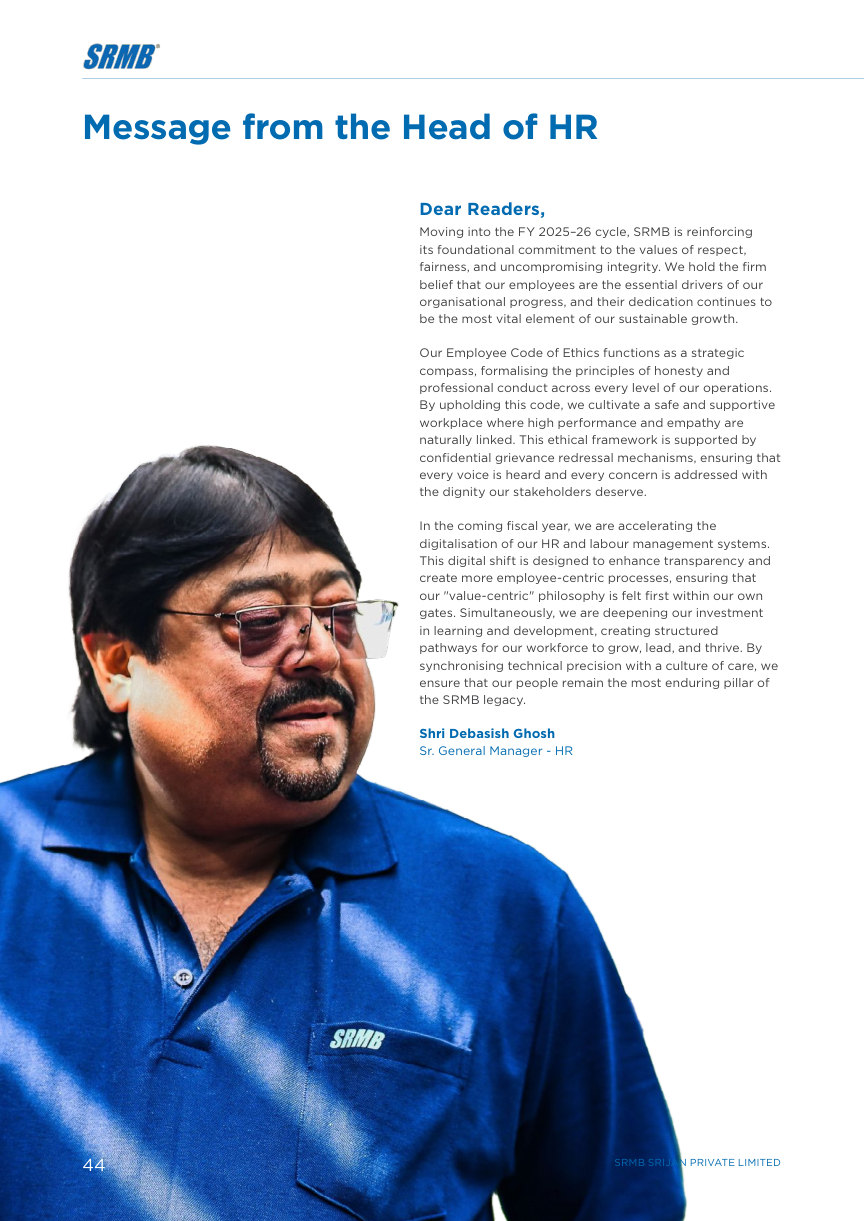 SRMB
Message from the Head of HR
Dear Readers,
Moving into the FY 2025–26 cycle, SRMB is reinforcing
its foundational commitment to the values of respect,
fairness, and uncompromising integrity. We hold the firm
belief that our employees are the essential drivers of our
organisational progress, and their dedication continues to
be the most vital element of our sustainable growth.
Our Employee Code of Ethics functions as a strategic
compass, formalising the principles of honesty and
professional conduct across every level of our operations.
By upholding this code, we cultivate a safe and supportive
workplace where high performance and empathy are
naturally linked. This ethical framework is supported by
confidential grievance redressal mechanisms, ensuring that
every voice is heard and every concern is addressed with
the dignity our stakeholders deserve.
In the coming fiscal year, we are accelerating the
digitalisation of our HR and labour management systems.
This digital shift is designed to enhance transparency and
create more employee-centric processes, ensuring that
our "value-centric" philosophy is felt first within our own
gates. Simultaneously, we are deepening our investment
in learning and development, creating structured
pathways for our workforce to grow, lead, and thrive. By
synchronising technical precision with a culture of care, we
ensure that our people remain the most enduring pillar of
the SRMB legacy.
Shri Debasish Ghosh
Sr. General Manager - HR
SRMB
44
SRMB SRIJAN PRIVATE LIMITED